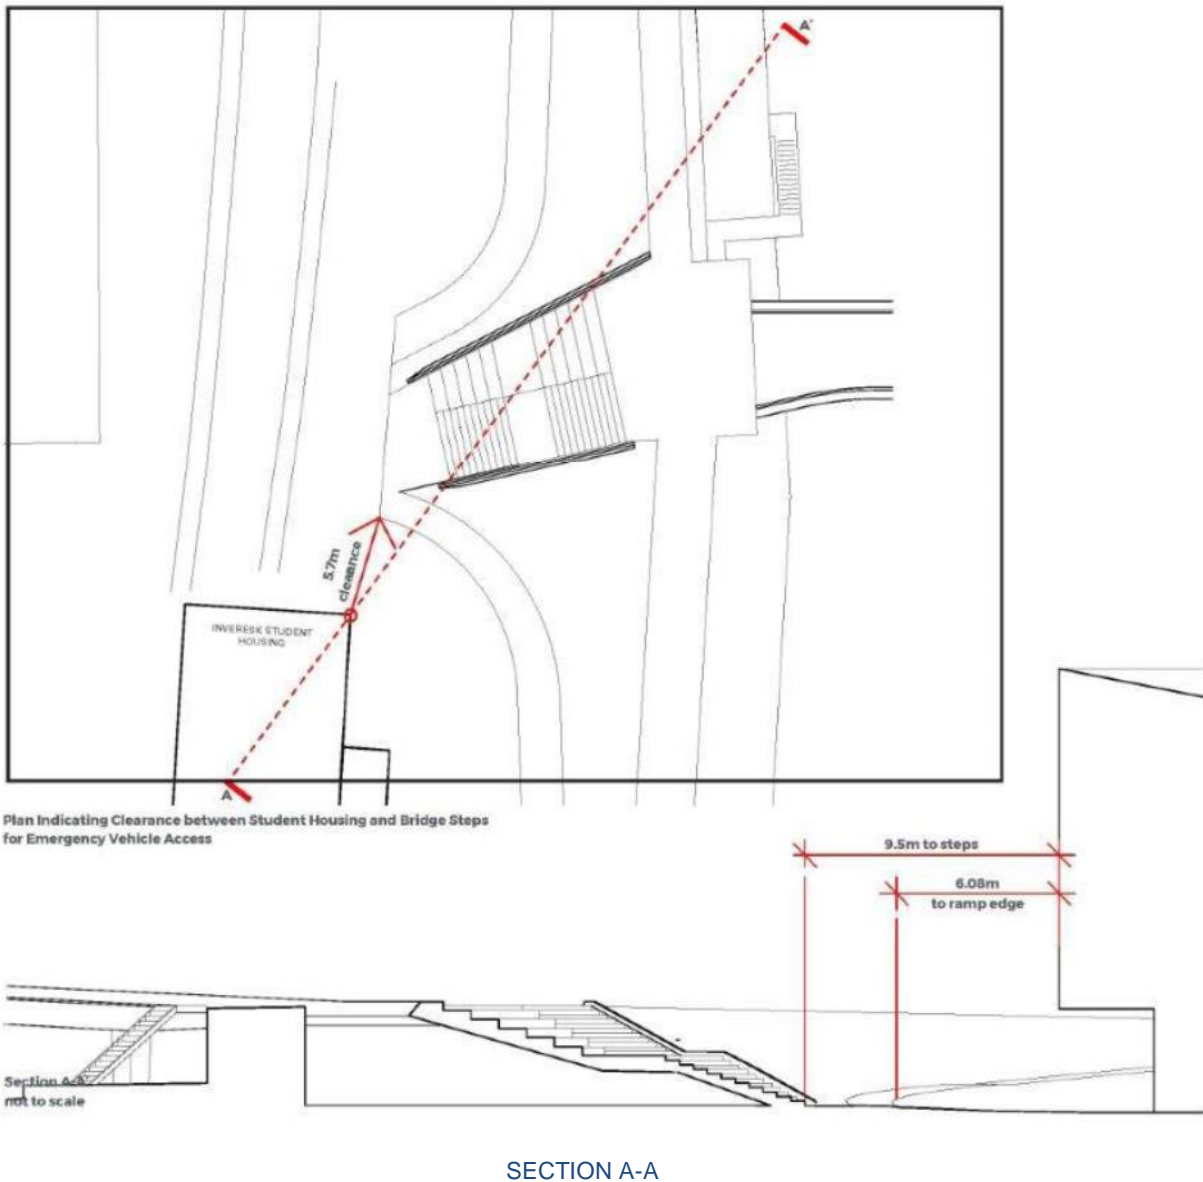 A'
5.7m
clearance
INVERESK STUDENT
HOUSING
A
Plan Indicating Clearance between Student Housing and Bridge Steps
for Emergency Vehicle Access
9.5m to steps
6.08m
to ramp edge
Section A-A'
not to scale
SECTION A-A